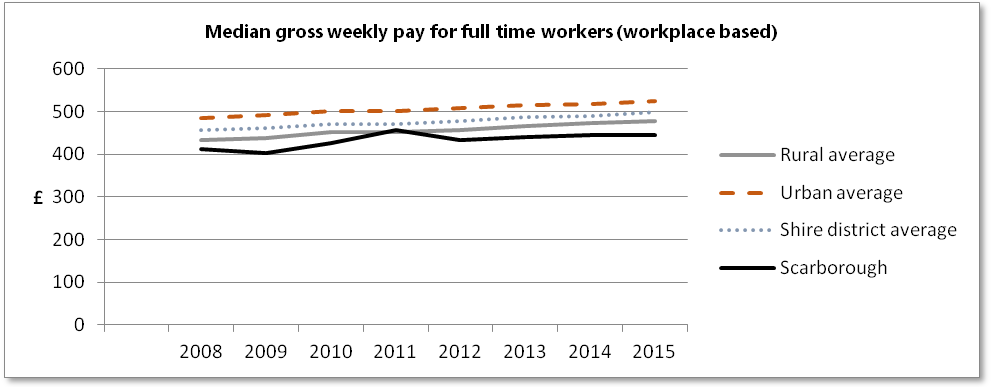 Median gross weekly pay for full time workers (workplace based)
600
500
400
£ 300
200
100
0
2008 2009 2010 2011 2012 2013 2014 2015
Rural average
Urban average
Shire district average
Scarborough